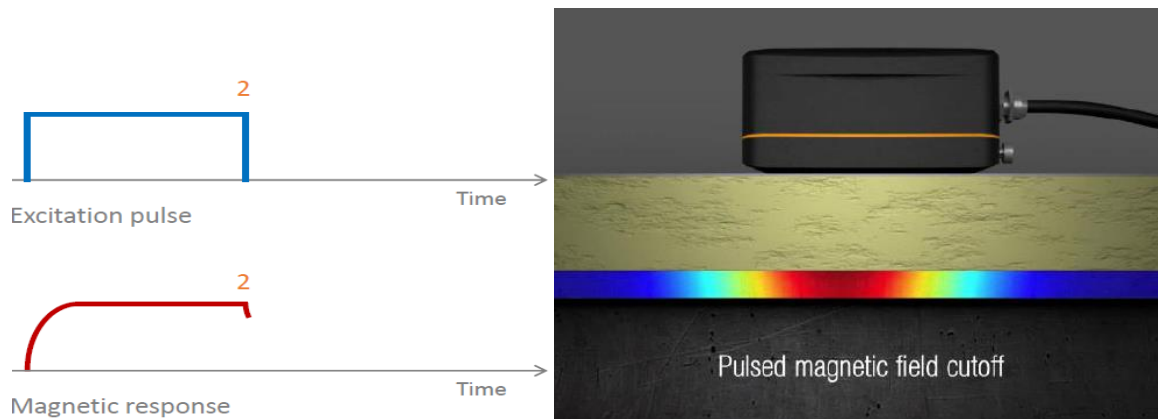 2
Time
Excitation pulse
2
Time
Magnetic response
Pulsed magnetic field cutoff